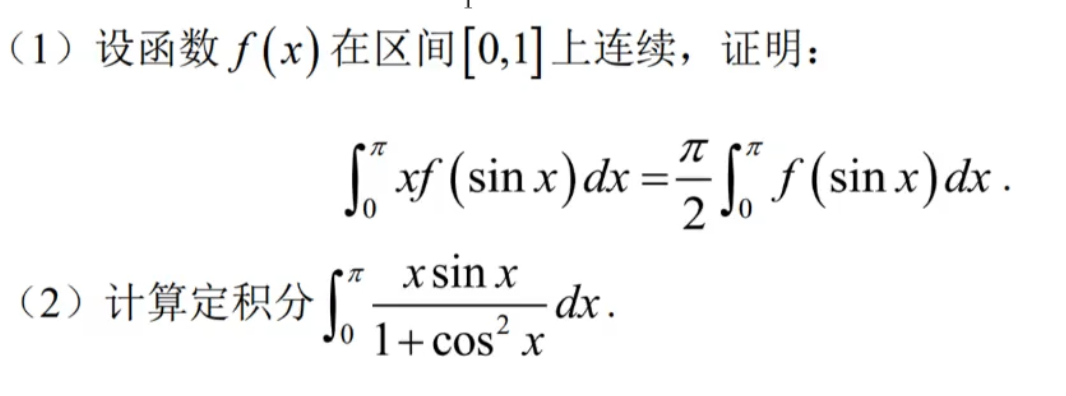 （1）设函数 f(x) 在区间[0,1]上连续，证明：
∫₀^π xf(sin x)dx = π/2 ∫₀^π f(sin x)dx .
（2）计算定积分 ∫₀^π (x sin x)/(1+cos² x) dx .